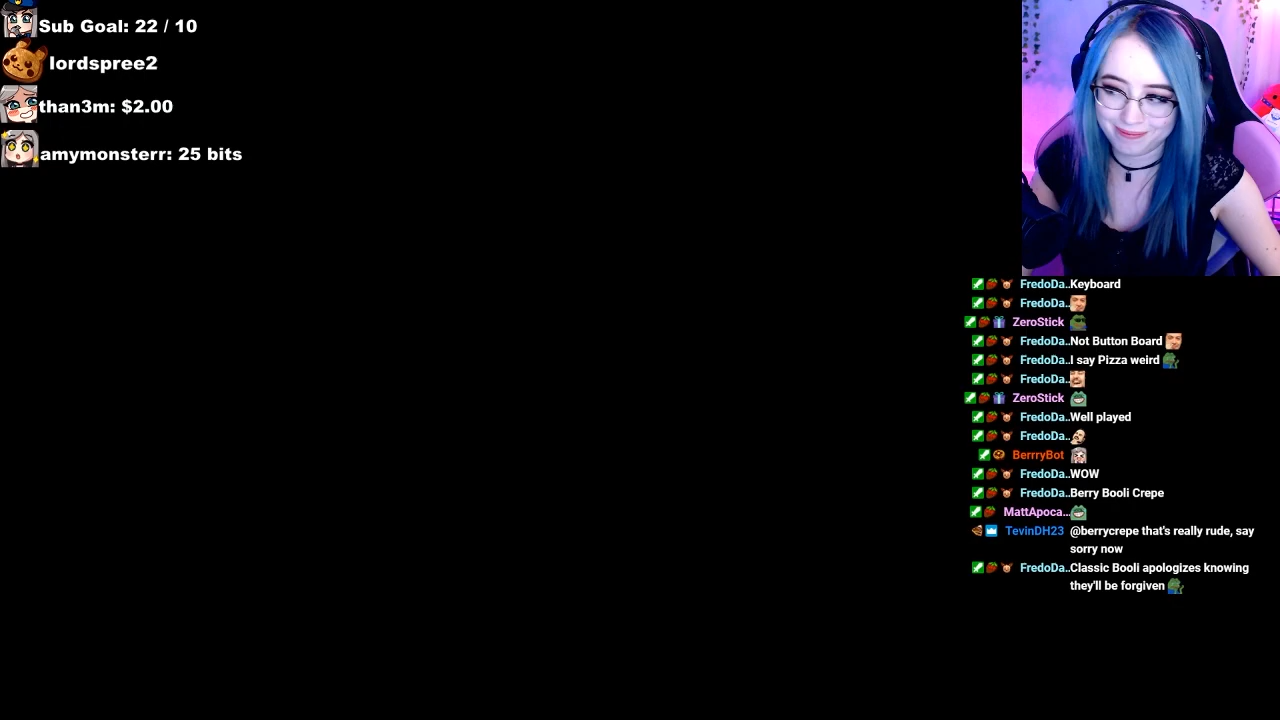 Sub Goal: 22 / 10
lordspree2
than3m: $2.00
amymonsterr: 25 bits
FredoDa.. Keyboard
FredoDa..
ZeroStick
FredoDa.. Not Button Board
FredoDa.. I say Pizza weird
FredoDa..
ZeroStick
FredoDa.. Well played
FredoDa..
BerrryBot
FredoDa.. WOW
FredoDa.. Berry Booli Crepe
MattApoca...
TevinDH23 @berrycrepe that's really rude, say
sorry now
FredoDa.. Classic Booli apologizes knowing
they'll be forgiven